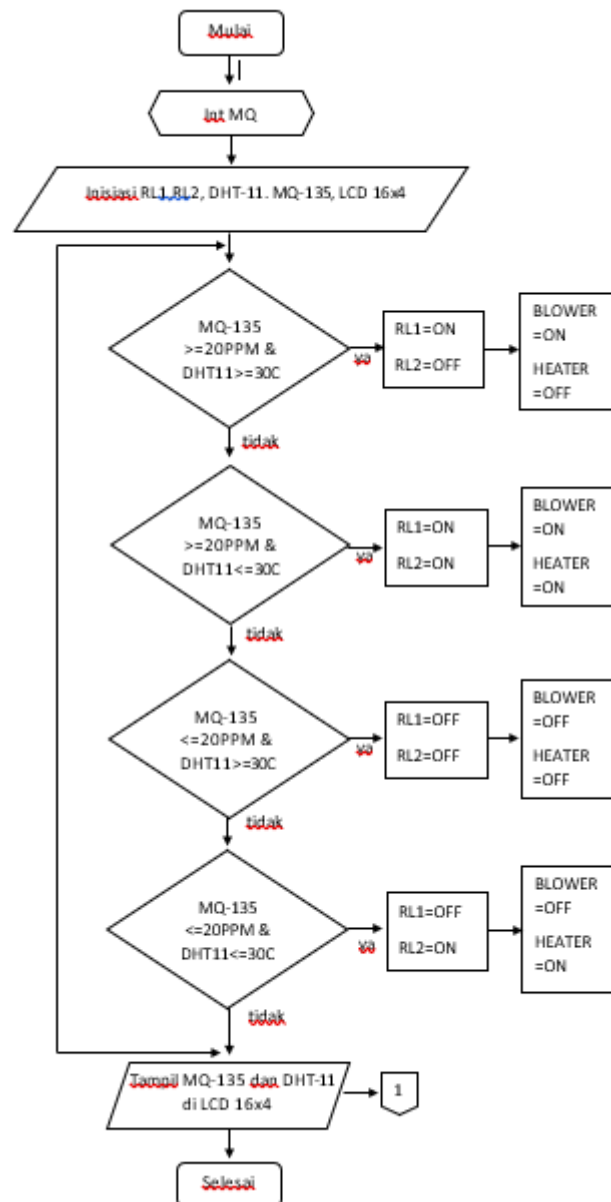 Mulai
Int MQ
Inisiasi RL1,RL2, DHT-11. MQ-135, LCD 16x4
MQ-135
>=20PPM &
DHT11>=30C
ya
RL1=ON
RL2=OFF
BLOWER
=ON
HEATER
=OFF
tidak
MQ-135
>=20PPM &
DHT11<=30C
ya
RL1=ON
RL2=ON
BLOWER
=ON
HEATER
=ON
tidak
MQ-135
<=20PPM &
DHT11>=30C
ya
RL1=OFF
RL2=OFF
BLOWER
=OFF
HEATER
=OFF
tidak
MQ-135
<=20PPM &
DHT11<=30C
ya
RL1=OFF
RL2=ON
BLOWER
=OFF
HEATER
=ON
tidak
Tampil MQ-135 dan DHT-11
di LCD 16x4
1
Selesai